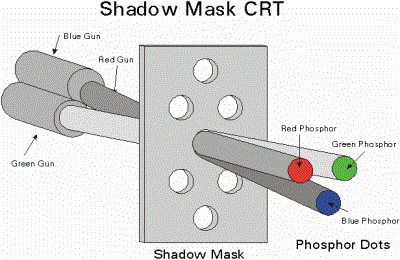 Shadow Mask CRT
Blue Gun
Red Gun
Green Gun
Red Phosphor
Green Phosphor
Blue Phosphor
Phosphor Dots
Shadow Mask